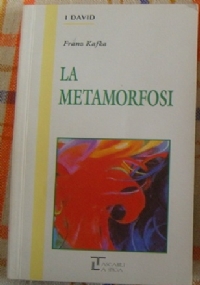 I DAVID
Franz Kafka
LA
METAMORFOSI